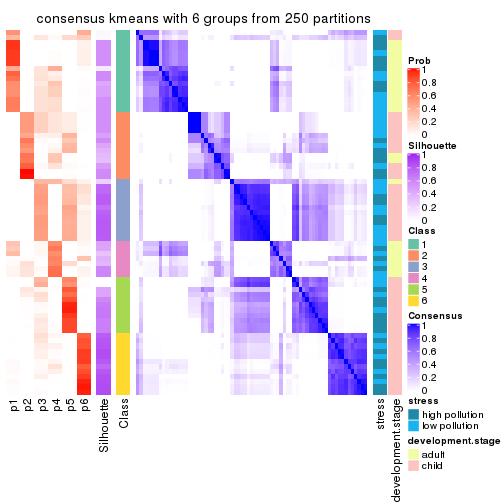 consensus kmeans with 6 groups from 250 partitions
Prob
1
0.8
0.6
0.4
0.2
0
Silhouette
1
0.8
0.6
0.4
0.2
0
Class
1
2
3
4
5
6
Consensus
1
0.8
0.6
0.4
0.2
0
stress
high pollution
low pollution
development.stage
adult
child
p1
p2
p3
p4
p5
p6
Silhouette
Class
stress
development.stage